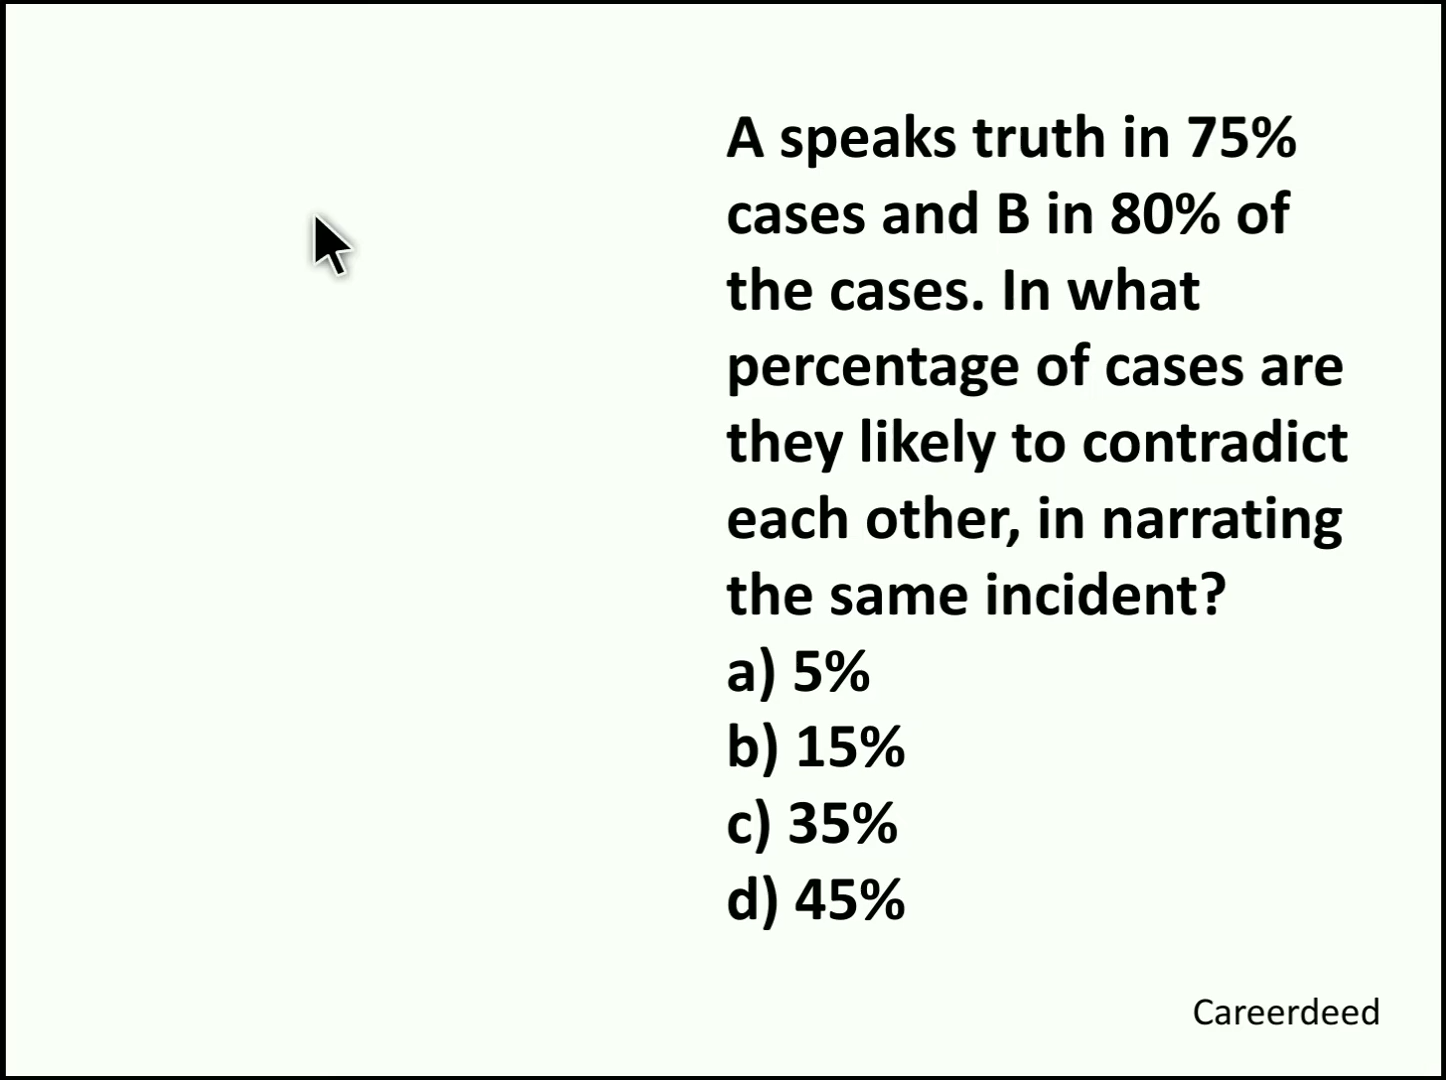 A speaks truth in 75%
cases and B in 80% of
the cases. In what
percentage of cases are
they likely to contradict
each other, in narrating
the same incident?
a) 5%
b) 15%
c) 35%
d) 45%
Careerdeed